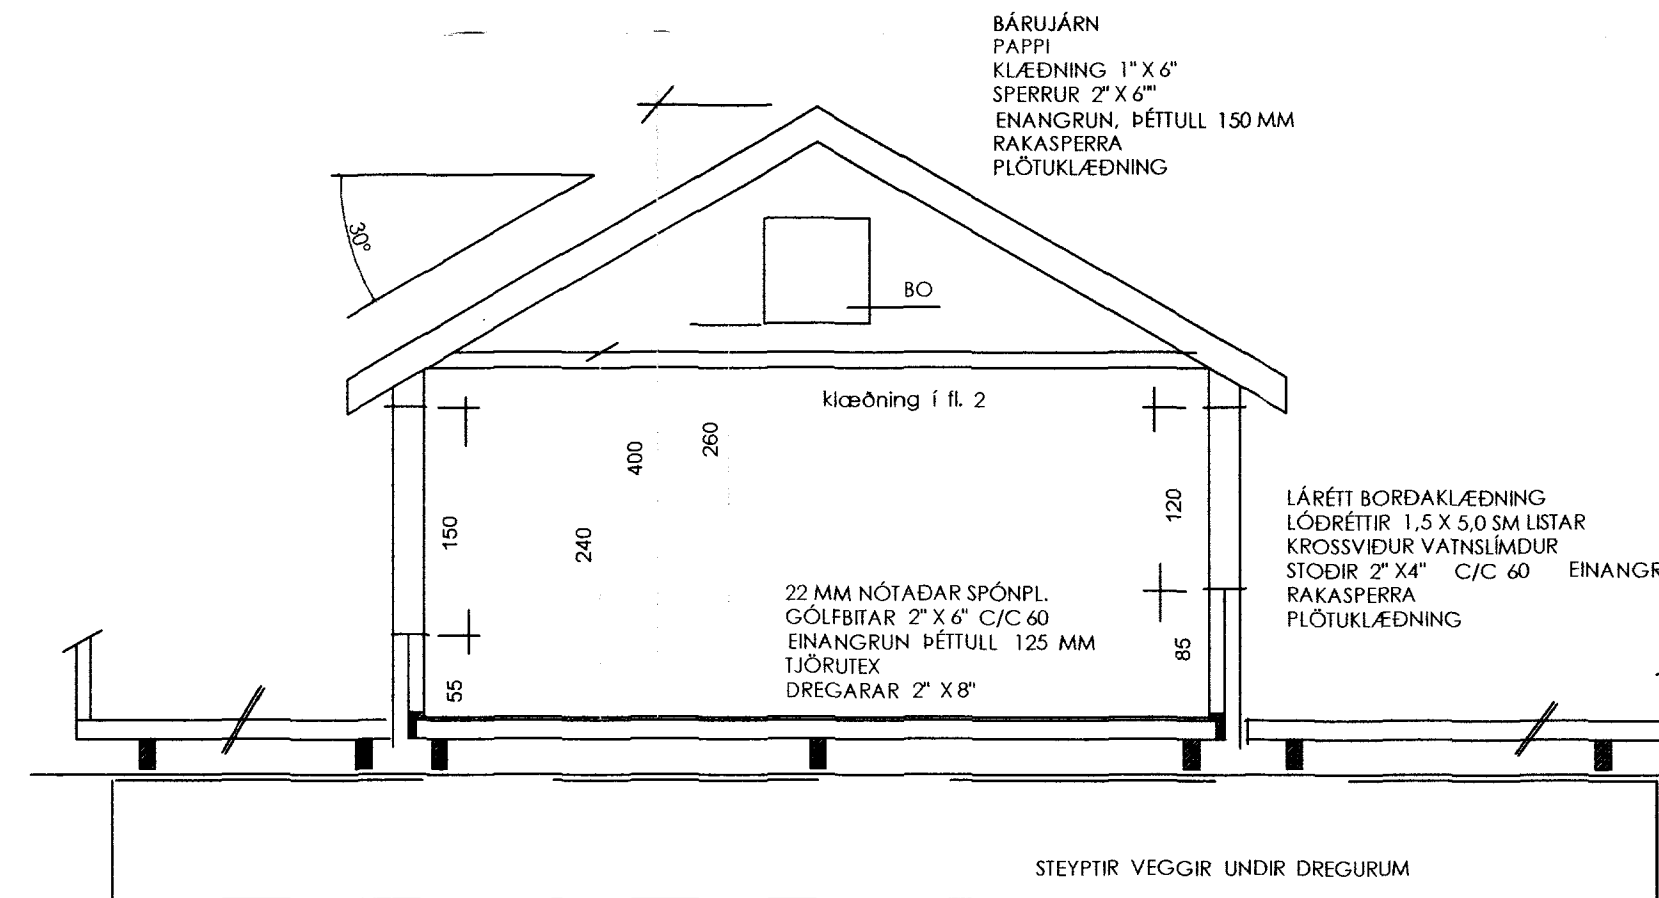 BÁRUJÁRN
PAPPI
KLÆÐNING 1" X 6"
SPERRUR 2" X 6""
ENANGRUN, ÞÉTTULL 150 MM
RAKASPERRA
PLÖTUKLÆÐNING
30°
BO
klæðning í fl. 2
400
260
150
240
120
LÁRÉTT BORÐAKLÆÐNING
LÓÐRÉTTIR 1,5 X 5,0 SM LISTAR
KROSSVIÐUR VATNSLÍMDUR
STOÐIR 2" X4" C/C 60 EINANGR
RAKASPERRA
PLÖTUKLÆÐNING
22 MM NÓTAÐAR SPÓNPL.
GÓLFBITAR 2" X 6" C/C 60
EINANGRUN ÞÉTTULL 125 MM
TJÖRUTEX
DREGARAR 2" X 8"
55
85
STEYPTIR VEGGIR UNDIR DREGURUM